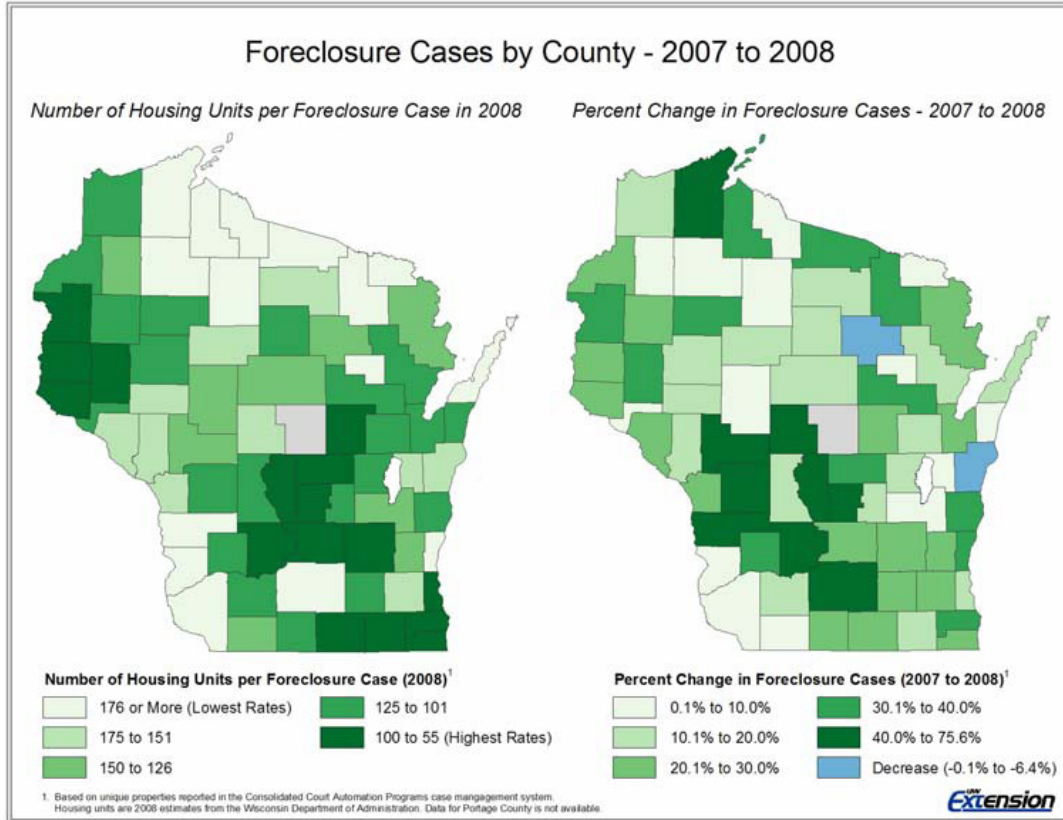 Foreclosure Cases by County - 2007 to 2008
Number of Housing Units per Foreclosure Case in 2008
Percent Change in Foreclosure Cases - 2007 to 2008
Number of Housing Units per Foreclosure Case (2008)¹
176 or More (Lowest Rates)
175 to 151
150 to 126
125 to 101
100 to 55 (Highest Rates)
Percent Change in Foreclosure Cases (2007 to 2008)¹
0.1% to 10.0%
10.1% to 20.0%
20.1% to 30.0%
30.1% to 40.0%
40.0% to 75.6%
Decrease (-0.1% to -6.4%)
1. Based on unique properties reported in the Consolidated Court Automation Programs case mangagement system.
Housing units are 2008 estimates from the Wisconsin Department of Administration. Data for Portage County is not available.
UW
Extension